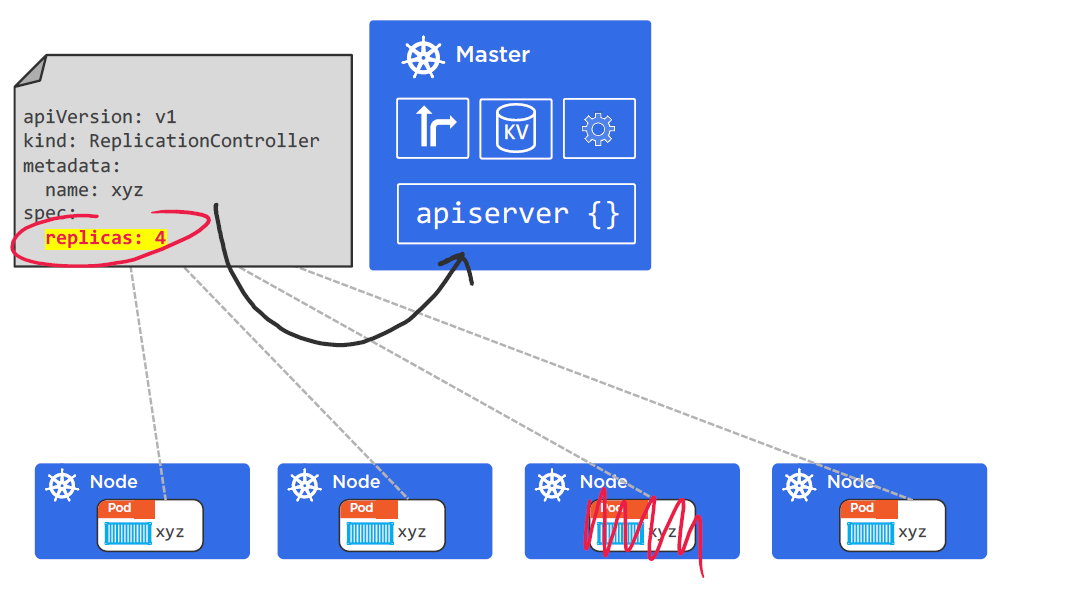 apiVersion: v1
kind: ReplicationController
metadata:
  name: xyz
spec:
  replicas: 4
Master
KV
apiserver {}
Node
Pod
xyz
Node
Pod
xyz
Node
Pod
xyz
Node
Pod
xyz